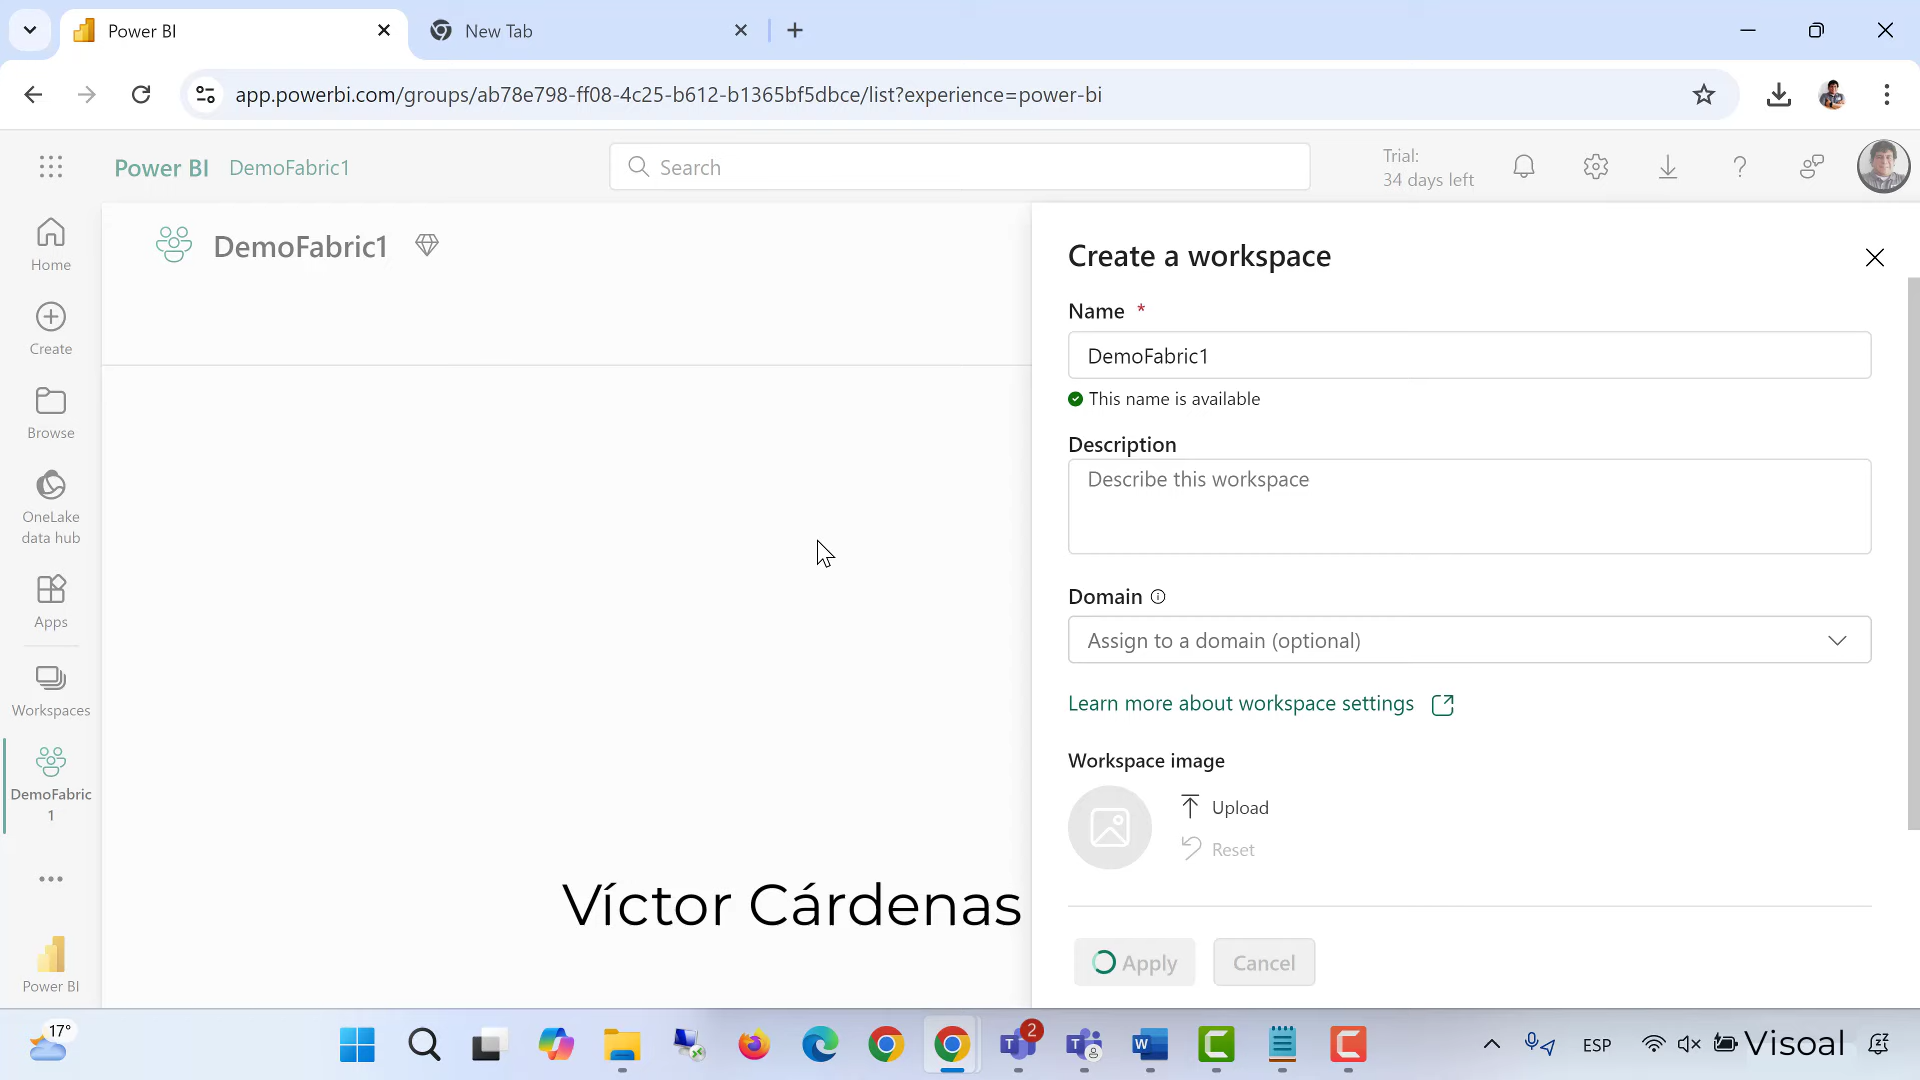 Power BI
New Tab
app.powerbi.com/groups/ab78e798-ff08-4c25-b612-b1365bf5dbce/list?experience=power-bi
Power BI DemoFabric1
Search
Trial:
34 days left
Home
Create
Browse
OneLake
data hub
Apps
Workspaces
DemoFabric
1
Power BI
DemoFabric1
Create a workspace
Name *
DemoFabric1
This name is available
Description
Describe this workspace
Domain
Assign to a domain (optional)
Learn more about workspace settings
Workspace image
Upload
Reset
Apply
Cancel
Víctor Cárdenas
17°
2
ESP
Visoal